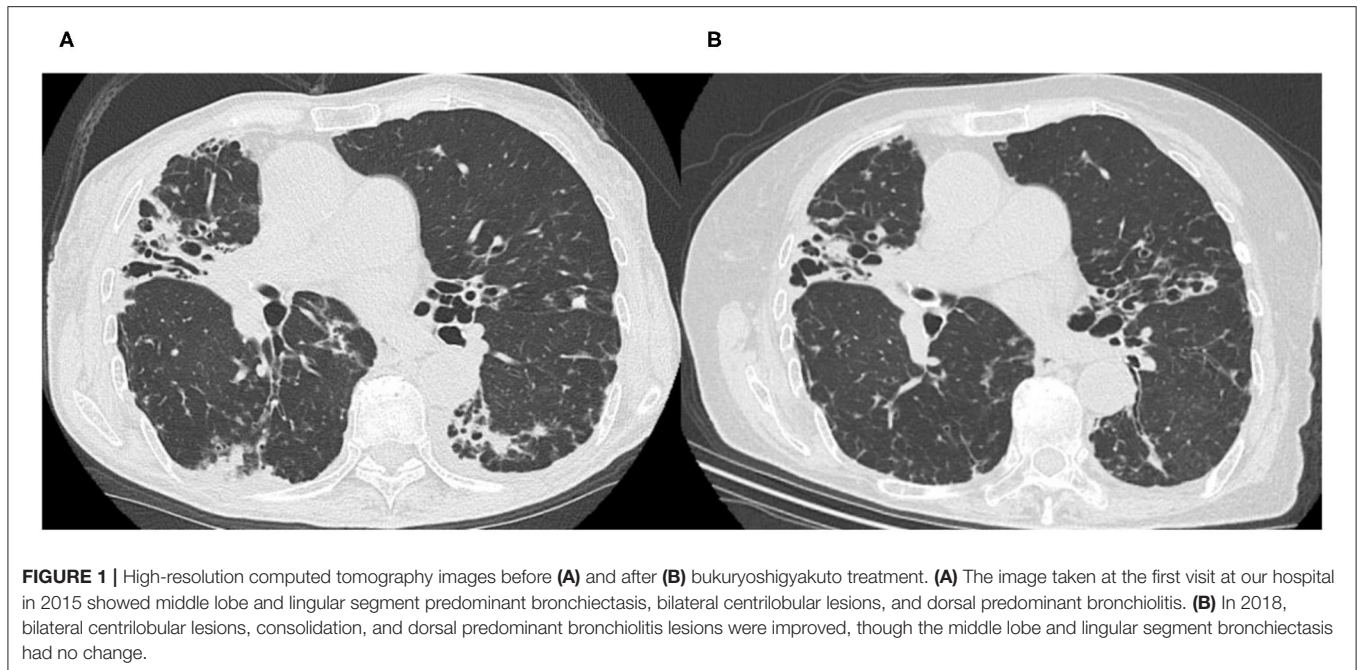 A
B
FIGURE 1 | High-resolution computed tomography images before (A) and after (B) bukuryoshigyakuto treatment. (A) The image taken at the first visit at our hospital
in 2015 showed middle lobe and lingular segment predominant bronchiectasis, bilateral centrilobular lesions, and dorsal predominant bronchiolitis. (B) In 2018,
bilateral centrilobular lesions, consolidation, and dorsal predominant bronchiolitis lesions were improved, though the middle lobe and lingular segment bronchiectasis
had no change.